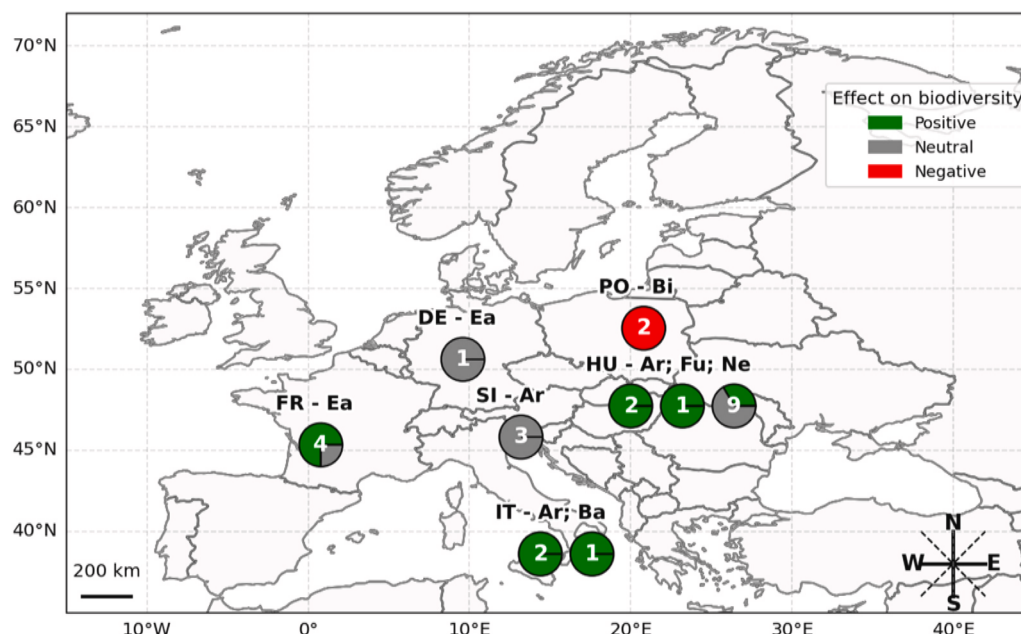 70°N
Effect on biodiversity
Positive
65°N
Neutral
Negative
60°N
55°N
PO - Bi
DE - Ea
2
50°N
1
HU - Ar; Fu; Ne
SI - Ar
FR - Ea
2 1 9
4
3
45°N
IT - Ar; Ba
40°N
N
2 1
200 km
W E
S
10°W 0° 10°E 20°E 30°E 40°E